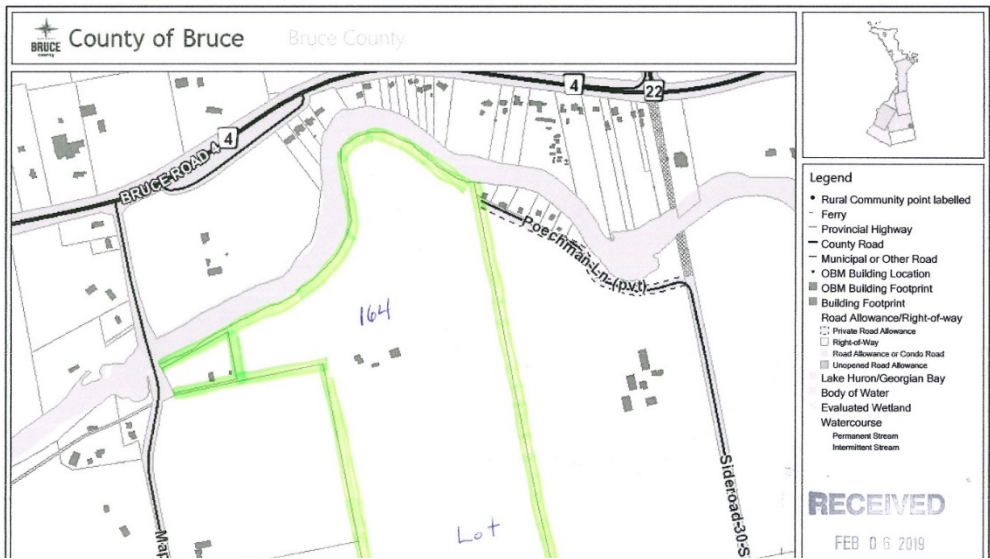 BRUCE
county
County of Bruce
Bruce County
4
22
4
BRUCE ROAD 4
Poechman Ln (pvt)
164
Sideroad 30 S
Map
Lot
Legend
Rural Community point labelled
Ferry
Provincial Highway
County Road
Municipal or Other Road
OBM Building Location
OBM Building Footprint
Building Footprint
Road Allowance/Right-of-way
Private Road Allowance
Right-of-Way
Road Allowance or Condo Road
Unopened Road Allowance
Lake Huron/Georgian Bay
Body of Water
Evaluated Wetland
Watercourse
Permanent Stream
Intermittent Stream
RECEIVED
FEB 06 2019